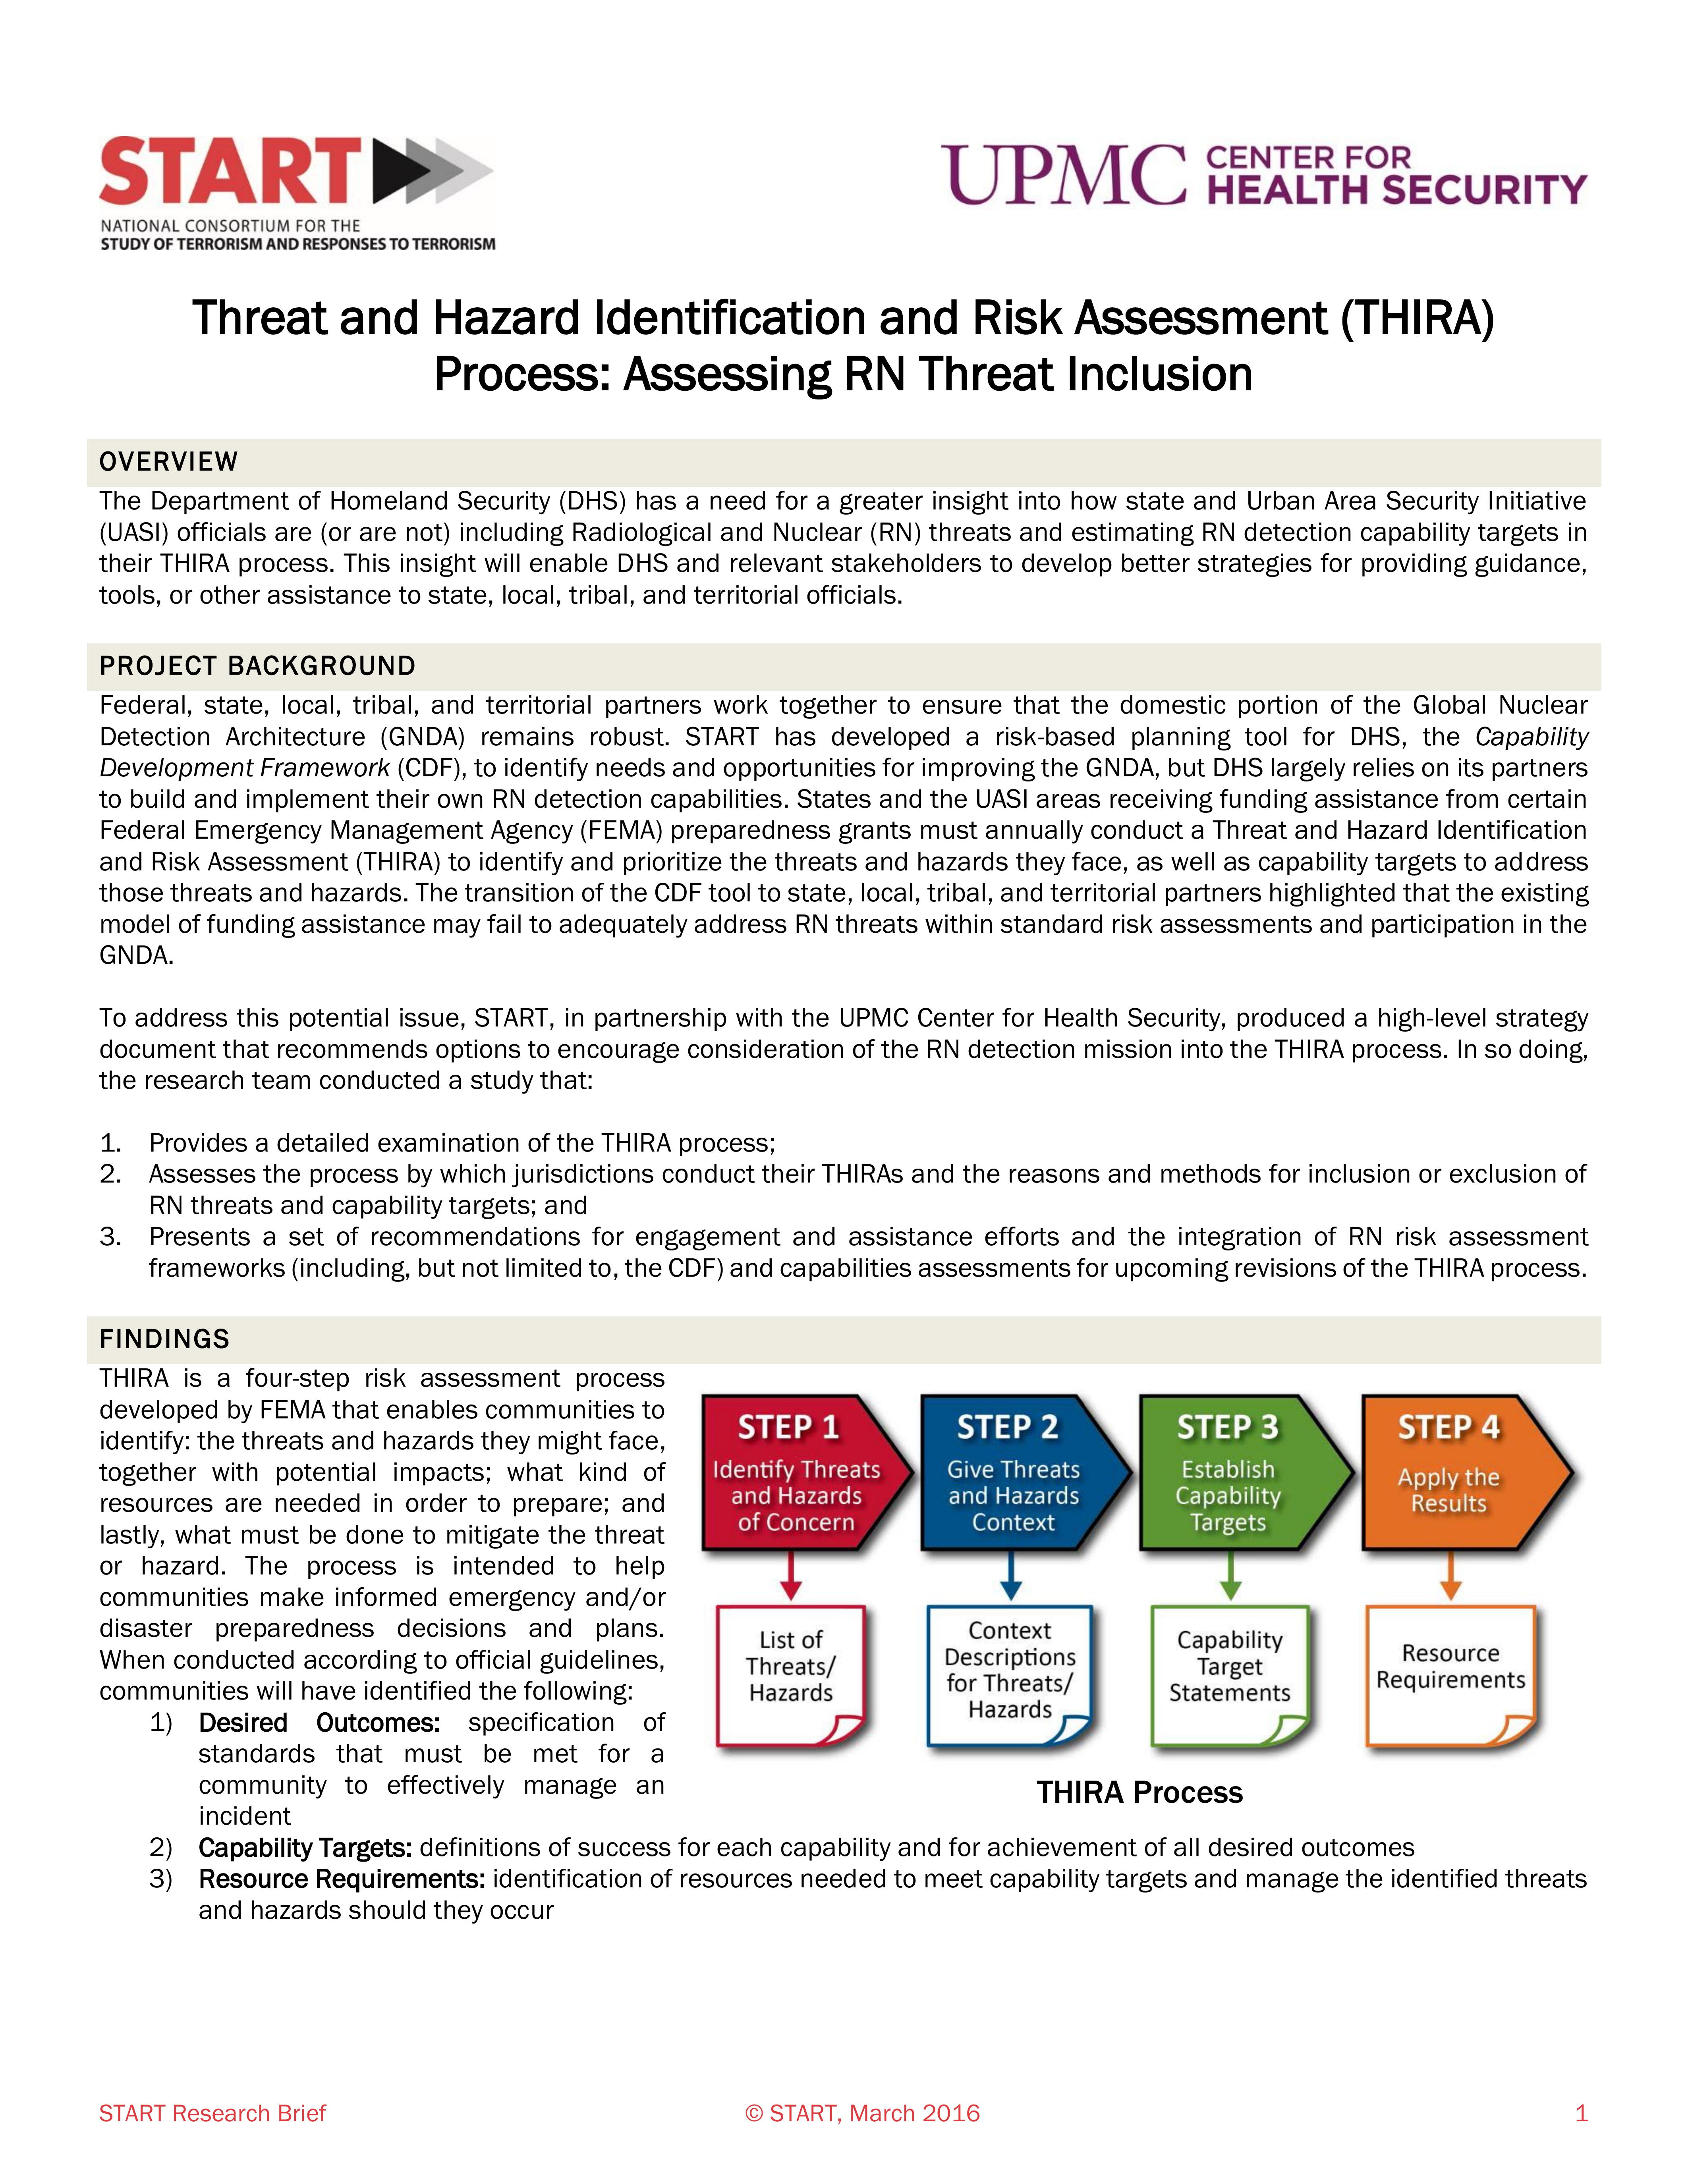 START
NATIONAL CONSORTIUM FOR THE
STUDY OF TERRORISM AND RESPONSES TO TERRORISM
UPMC CENTER FOR
HEALTH SECURITY
Threat and Hazard Identification and Risk Assessment (THIRA)
Process: Assessing RN Threat Inclusion
OVERVIEW
The Department of Homeland Security (DHS) has a need for a greater insight into how state and Urban Area Security Initiative
(UASI) officials are (or are not) including Radiological and Nuclear (RN) threats and estimating RN detection capability targets in
their THIRA process. This insight will enable DHS and relevant stakeholders to develop better strategies for providing guidance,
tools, or other assistance to state, local, tribal, and territorial officials.
PROJECT BACKGROUND
Federal, state, local, tribal, and territorial partners work together to ensure that the domestic portion of the Global Nuclear
Detection Architecture (GNDA) remains robust. START has developed a risk-based planning tool for DHS, the Capability
Development Framework (CDF), to identify needs and opportunities for improving the GNDA, but DHS largely relies on its partners
to build and implement their own RN detection capabilities. States and the UASI areas receiving funding assistance from certain
Federal Emergency Management Agency (FEMA) preparedness grants must annually conduct a Threat and Hazard Identification
and Risk Assessment (THIRA) to identify and prioritize the threats and hazards they face, as well as capability targets to address
those threats and hazards. The transition of the CDF tool to state, local, tribal, and territorial partners highlighted that the existing
model of funding assistance may fail to adequately address RN threats within standard risk assessments and participation in the
GNDA.
To address this potential issue, START, in partnership with the UPMC Center for Health Security, produced a high-level strategy
document that recommends options to encourage consideration of the RN detection mission into the THIRA process. In so doing,
the research team conducted a study that:
1. Provides a detailed examination of the THIRA process;
2. Assesses the process by which jurisdictions conduct their THIRAs and the reasons and methods for inclusion or exclusion of
RN threats and capability targets; and
3. Presents a set of recommendations for engagement and assistance efforts and the integration of RN risk assessment
frameworks (including, but not limited to, the CDF) and capabilities assessments for upcoming revisions of the THIRA process.
FINDINGS
THIRA is a four-step risk assessment process
developed by FEMA that enables communities to
identify: the threats and hazards they might face,
together with potential impacts; what kind of
resources are needed in order to prepare; and
lastly, what must be done to mitigate the threat
or hazard. The process is intended to help
communities make informed emergency and/or
disaster preparedness decisions and plans.
When conducted according to official guidelines,
communities will have identified the following:
1) Desired Outcomes: specification of
standards that must be met for a
community to effectively manage an
incident
STEP 1
Identify Threats
and Hazards
of Concern
STEP 2
Give Threats
and Hazards
Context
STEP 3
Establish
Capability
Targets
STEP 4
Apply the
Results
List of
Threats/
Hazards
Context
Descriptions
for Threats/
Hazards
Capability
Target
Statements
Resource
Requirements
THIRA Process
2) Capability Targets: definitions of success for each capability and for achievement of all desired outcomes
3) Resource Requirements: identification of resources needed to meet capability targets and manage the identified threats
and hazards should they occur
START Research Brief © START, March 2016 1